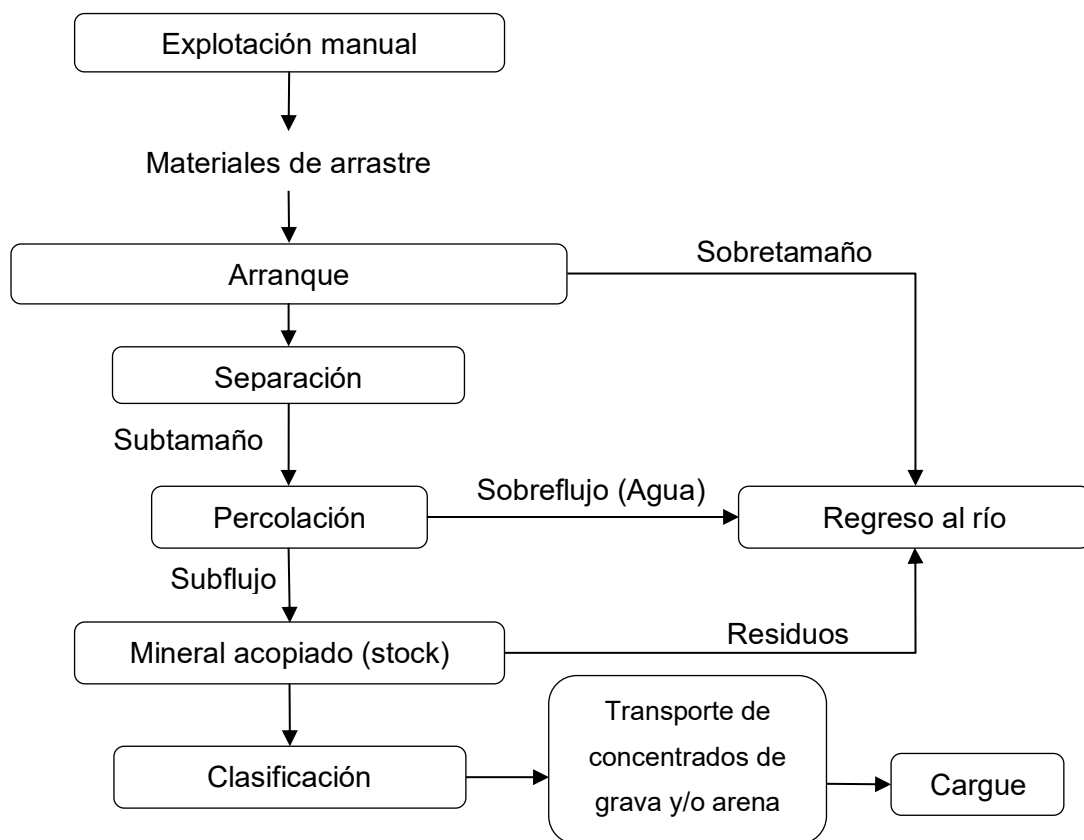 Explotación manual
Materiales de arrastre
Sobretamaño
Arranque
Separación
Subtamaño
Sobreflujo (Agua)
Percolación
Regreso al río
Subflujo
Residuos
Mineral acopiado (stock)
Transporte de
concentrados de
grava y/o arena
Clasificación
Cargue